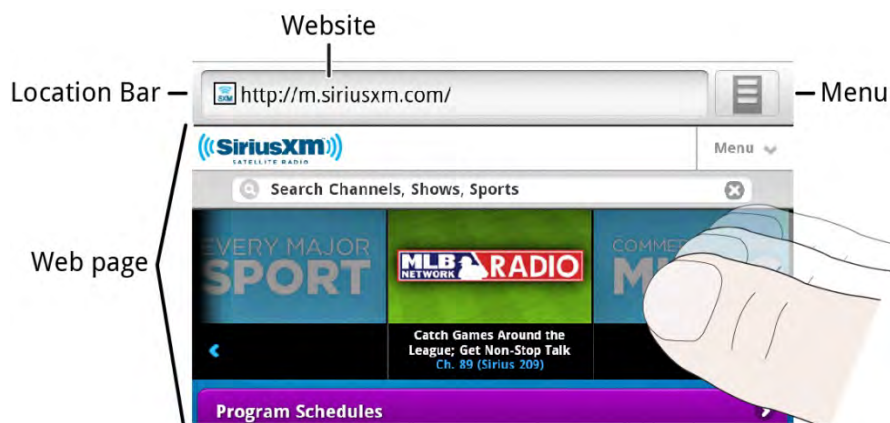 Website
Location Bar
SXM
http://m.siriusxm.com/
Menu
((SiriusXM))
SATELLITE RADIO
Menu
Search Channels, Shows, Sports
Web page
EVERY MAJOR
SPORT
MLB
NETWORK
RADIO
COMME
M
Catch Games Around the
League; Get Non-Stop Talk
Ch. 89 (Sirius 209)
Program Schedules